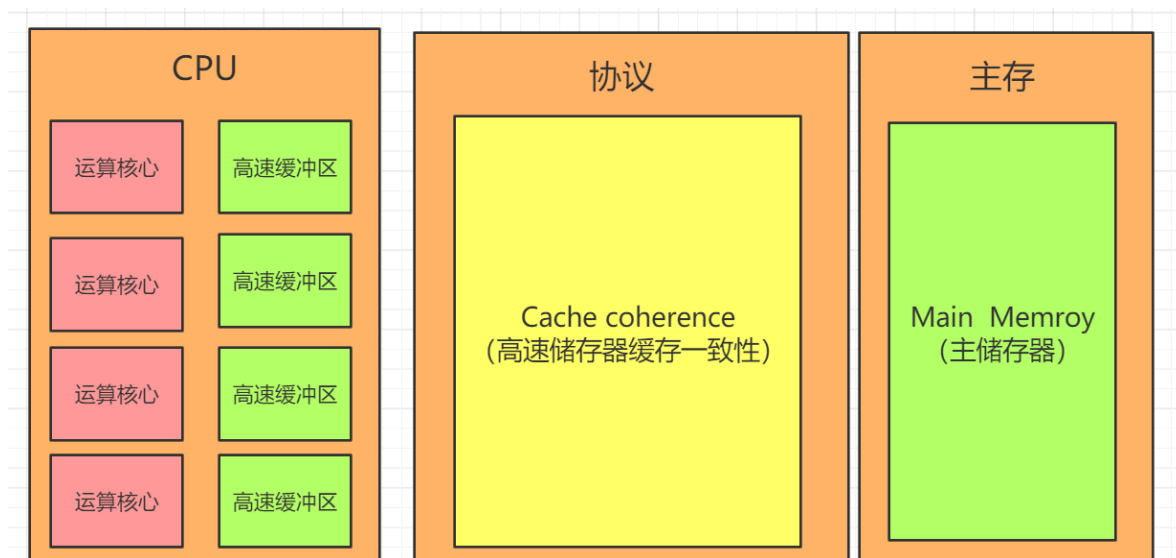 CPU
协议
主存
运算核心
高速缓冲区
运算核心
高速缓冲区
运算核心
高速缓冲区
运算核心
高速缓冲区
Cache coherence
（高速储存器缓存一致性）
Main Memroy
（主储存器）